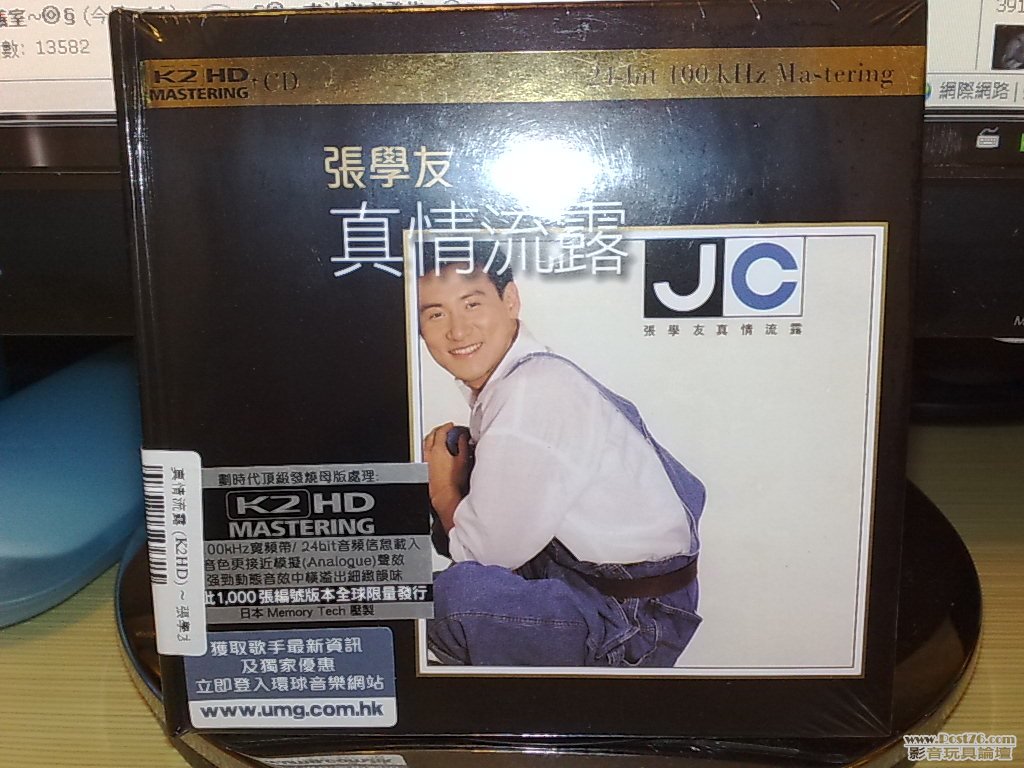 數: 13582
網際網路
K2 HD
MASTERING
+CD
24-bit 100 kHz Mastering
張學友
真情流露
JC
張學友真情流露
真情流露 (K2HD) ~ 張學友
劃時代頂級發燒母版處理:
K2 HD
MASTERING
00kHz寬頻帶/ 24bit音頻信息載入
音色更接近模擬(Analogue)聲效
強勁動態音效中橫溢出細緻韻味
批1,000張編號版本全球限量發行
日本 Memory Tech 壓製
獲取歌手最新資訊
及獨家優惠
立即登入環球音樂網站
www.umg.com.hk
www.Post76.com
影音玩具論壇